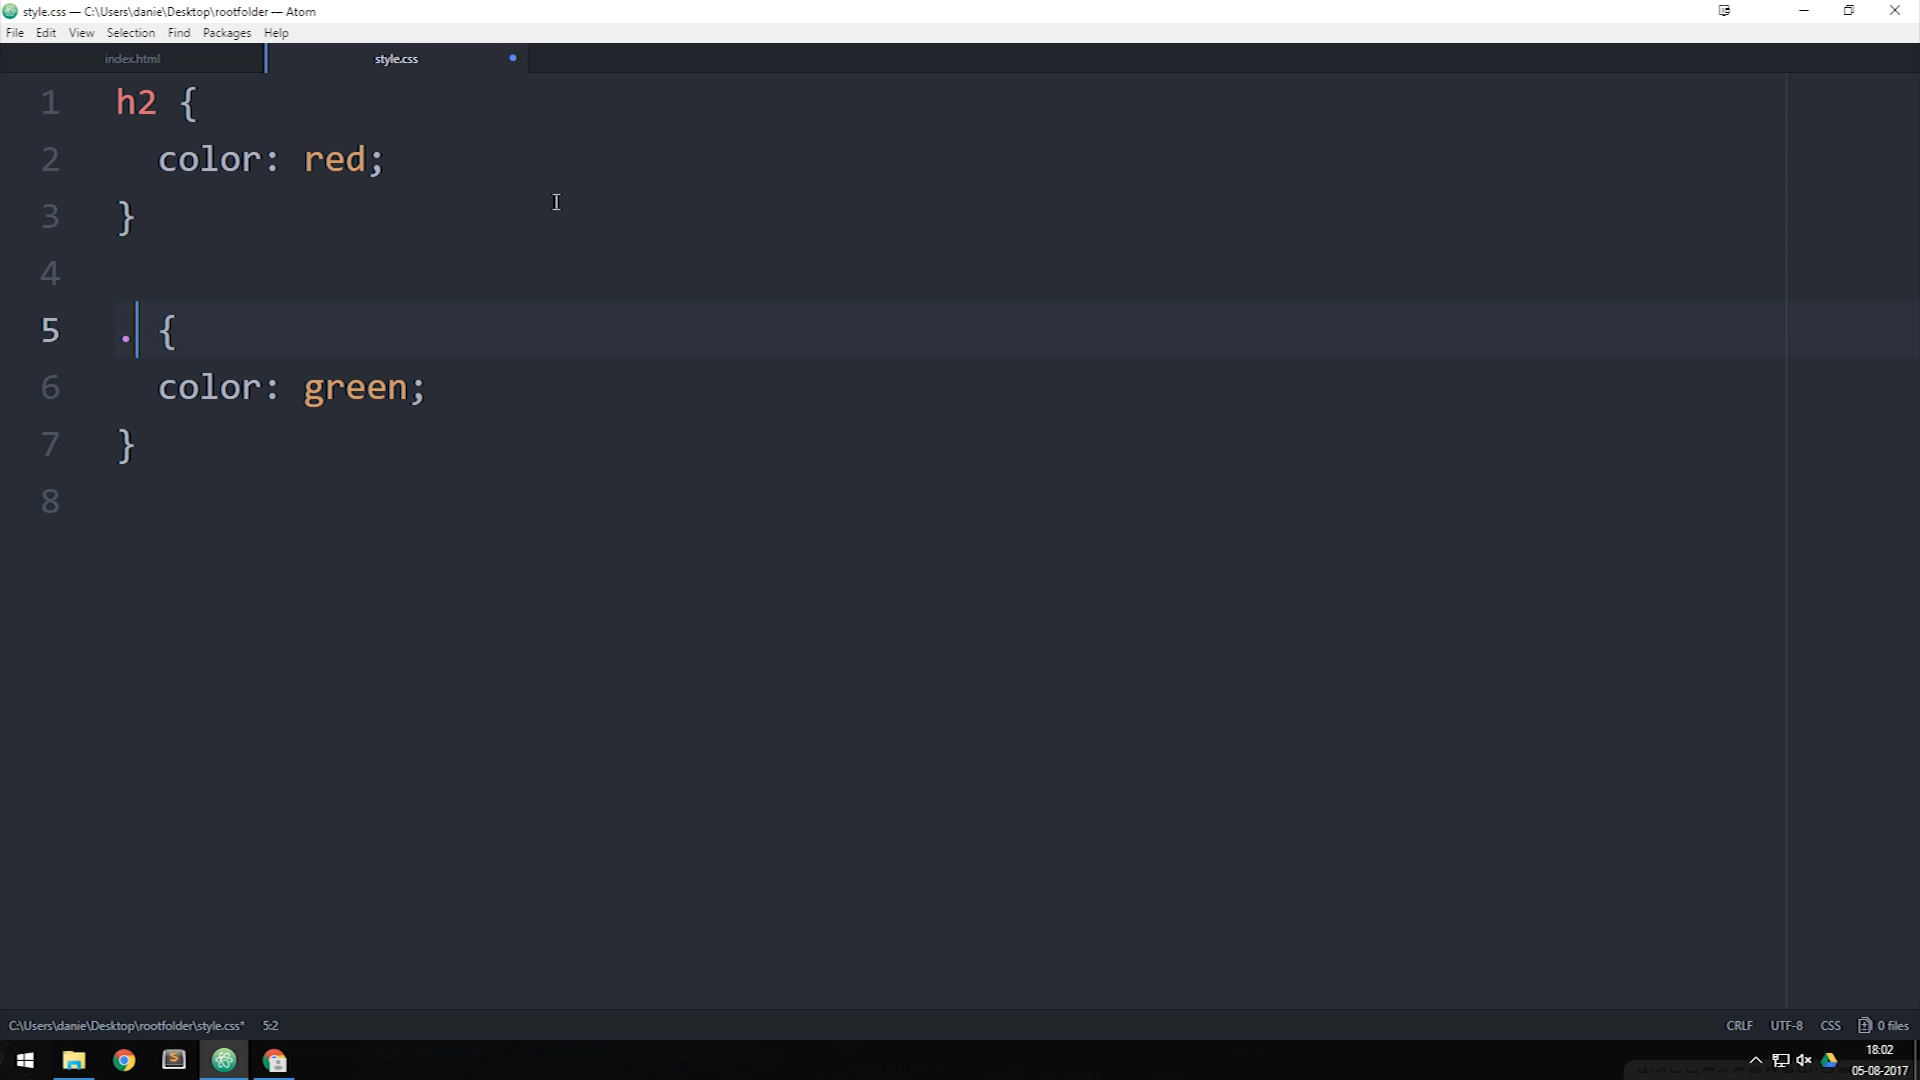 style.css — C:\Users\danie\Desktop\rootfolder — Atom
File Edit View Selection Find Packages Help
index.html style.css
1 h2 {
2 color: red;
3 }
4
5 . {
6 color: green;
7 }
8
C:\Users\danie\Desktop\rootfolder\style.css* 5:2 CRLF UTF-8 CSS 0 files
18:02
05-08-2017